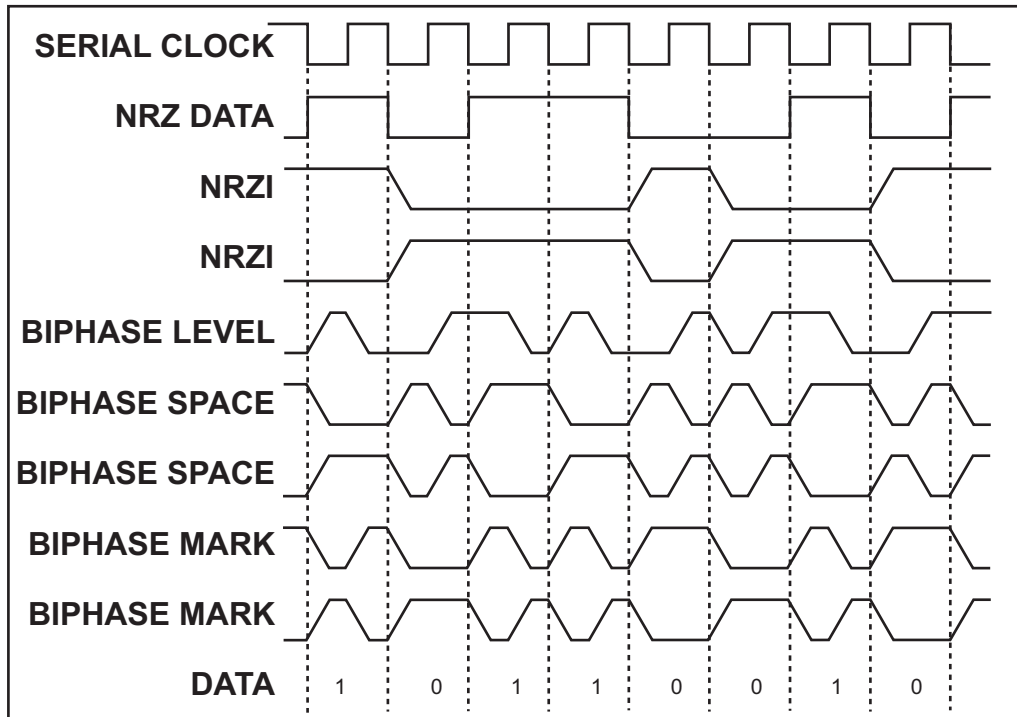 SERIAL CLOCK
NRZ DATA
NRZI
NRZI
BIPHASE LEVEL
BIPHASE SPACE
BIPHASE SPACE
BIPHASE MARK
BIPHASE MARK
DATA 1 0 1 1 0 0 1 0